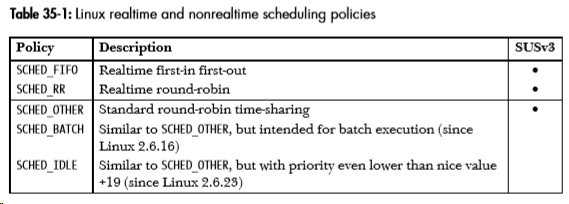 Table 35-1: Linux realtime and nonrealtime scheduling policies
Policy Description SUSv3
SCHED_FIFO Realtime first-in first-out •
SCHED_RR Realtime round-robin •
SCHED_OTHER Standard round-robin time-sharing •
SCHED_BATCH Similar to SCHED_OTHER, but intended for batch execution (since
Linux 2.6.16)
SCHED_IDLE Similar to SCHED_OTHER, but with priority even lower than nice value
+19 (since Linux 2.6.23)